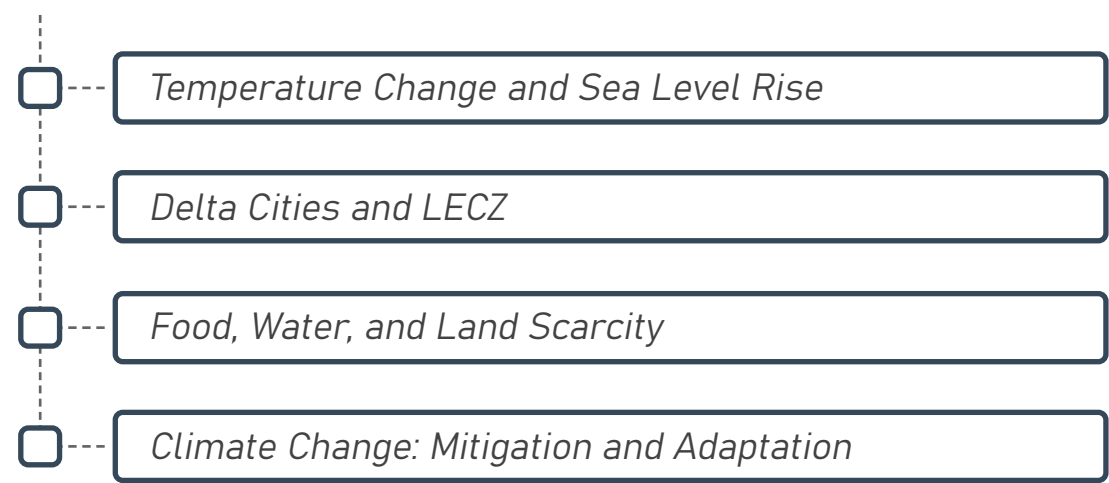 Temperature Change and Sea Level Rise
Delta Cities and LECZ
Food, Water, and Land Scarcity
Climate Change: Mitigation and Adaptation